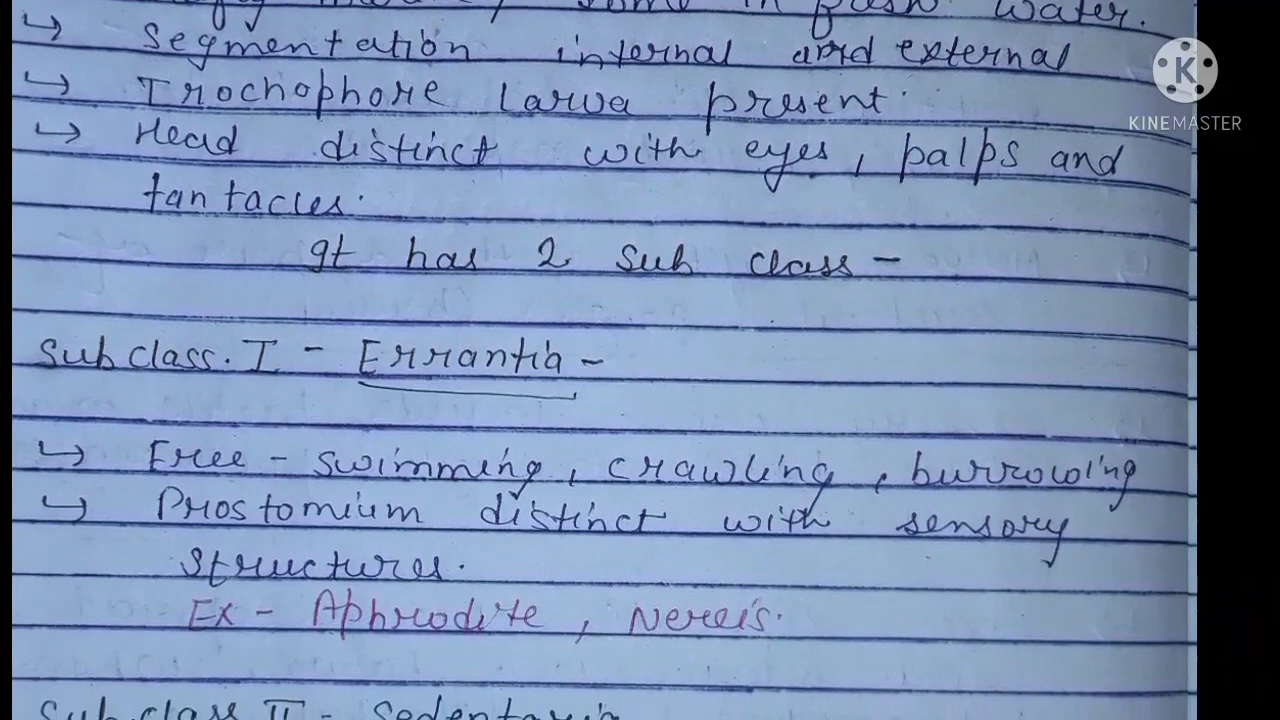 water.
↳ Segmentation internal and external
↳ Trochophore Larva present.
↳ Head distinct with eyes, palps and
tantacles.
It has 2 Sub class -
Sub class. I - Errantia -
↳ Free - swimming, crawling, burrowing
↳ Prostomium distinct with sensory
structures.
Ex - Aphrodite, Nereis.
Sub class II - Sedentaria
K
KINEMASTER